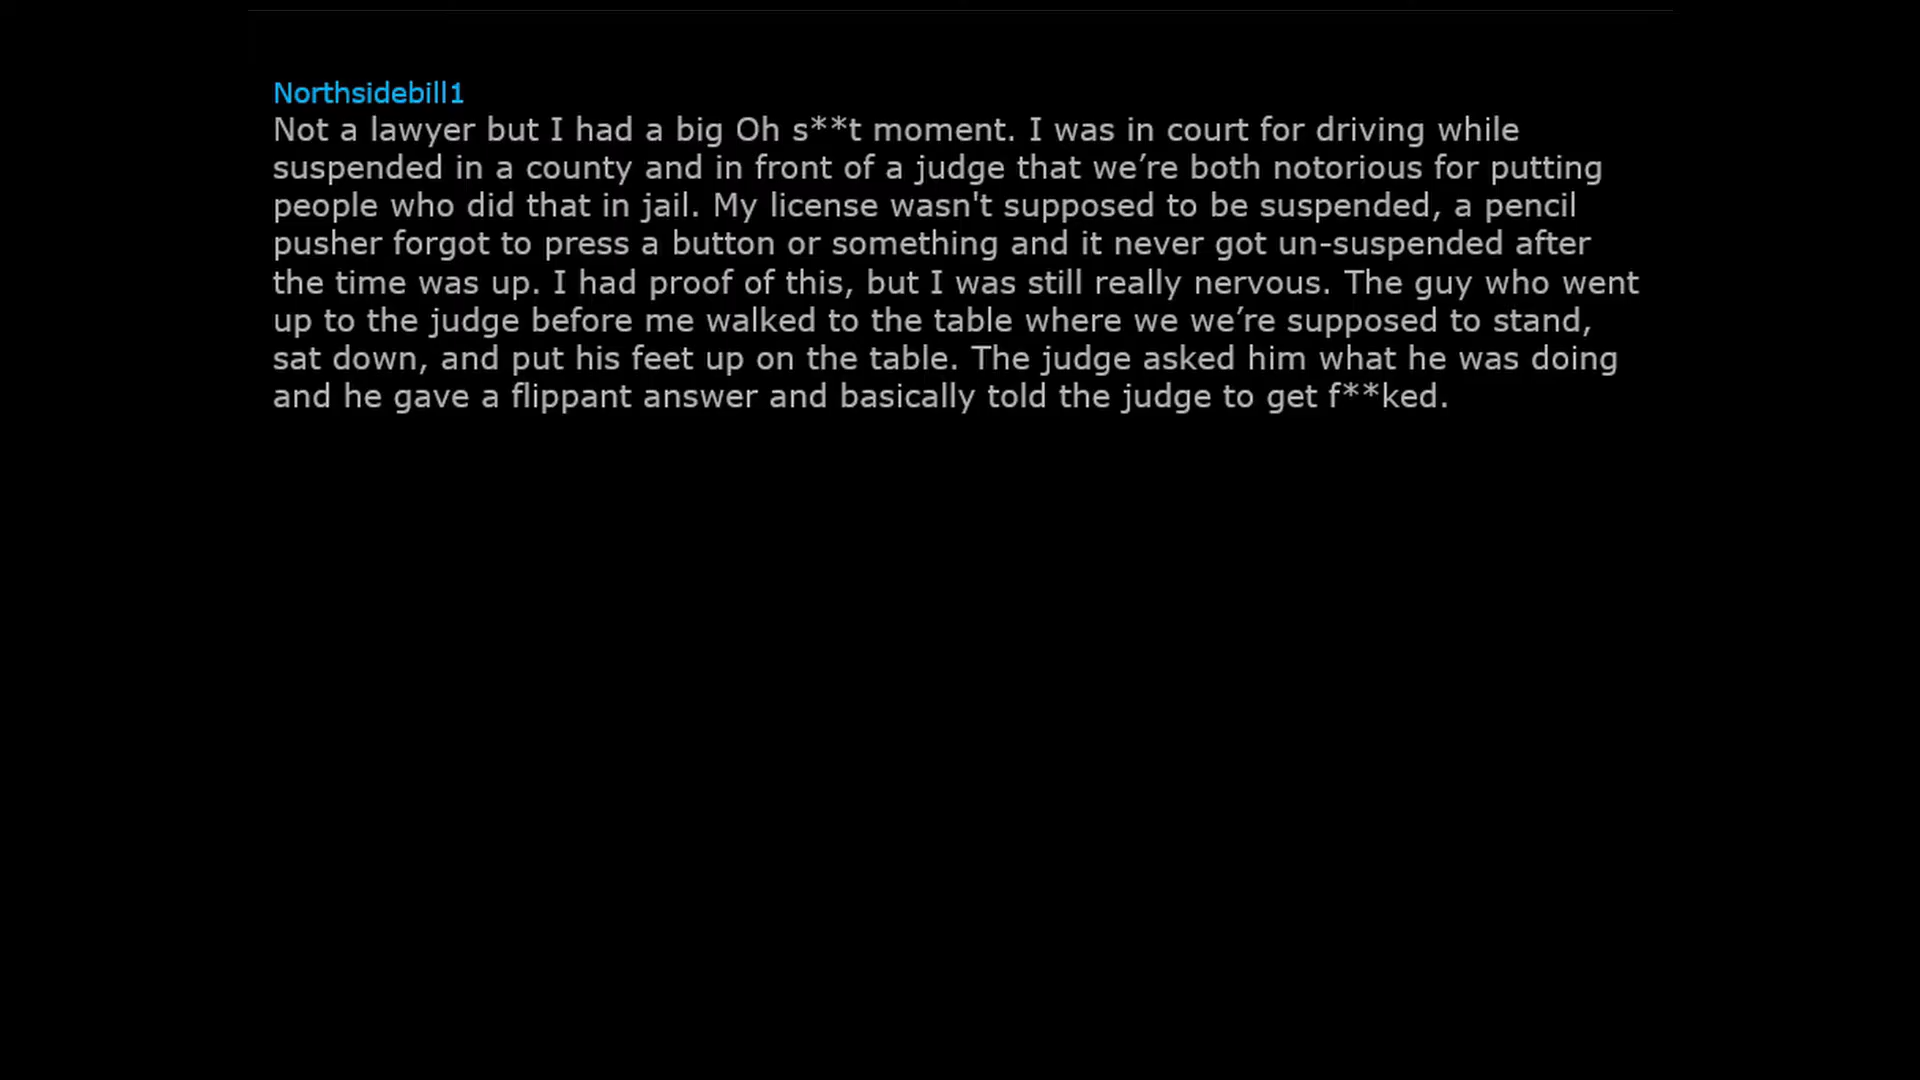 Northsidebill1
Not a lawyer but I had a big Oh s**t moment. I was in court for driving while
suspended in a county and in front of a judge that we’re both notorious for putting
people who did that in jail. My license wasn't supposed to be suspended, a pencil
pusher forgot to press a button or something and it never got un-suspended after
the time was up. I had proof of this, but I was still really nervous. The guy who went
up to the judge before me walked to the table where we we’re supposed to stand,
sat down, and put his feet up on the table. The judge asked him what he was doing
and he gave a flippant answer and basically told the judge to get f**ked.